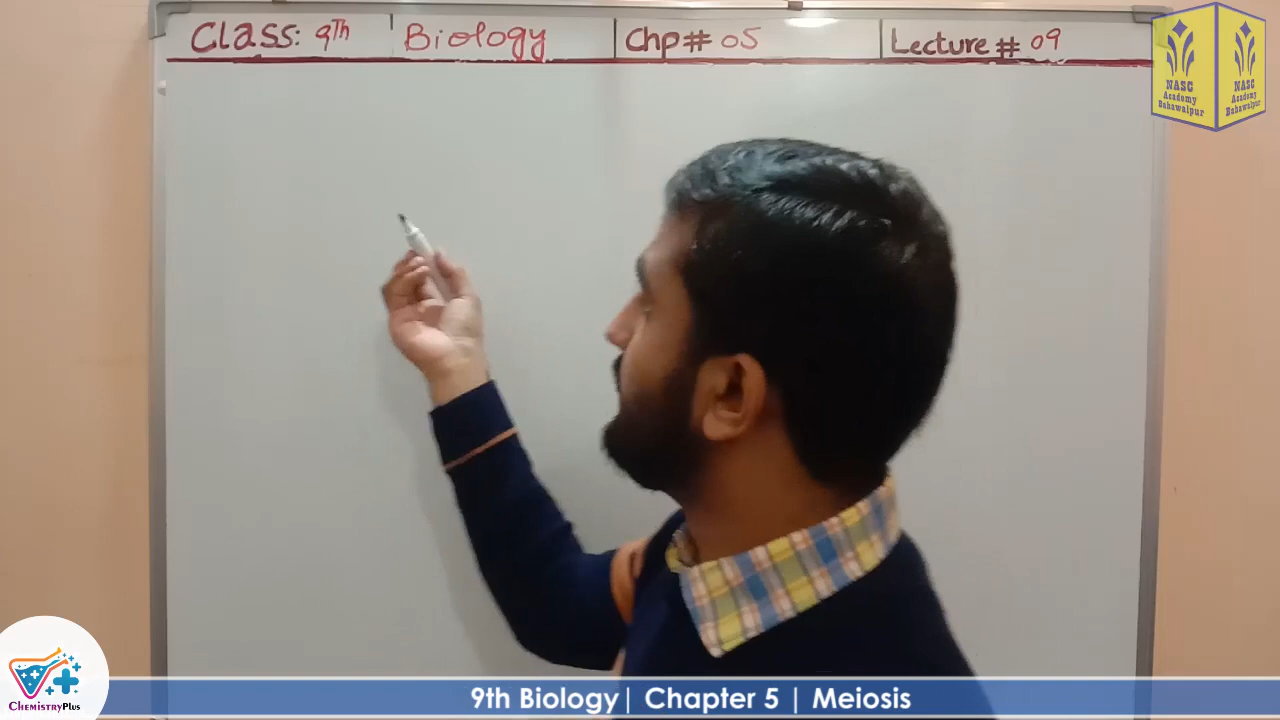 Class: 9Th Biology Chp # 05 Lecture # 09
NASC
Academy
Bahawalpur
NASC
Academy
Bahawalpur
9th Biology | Chapter 5 | Meiosis
ChemistryPlus